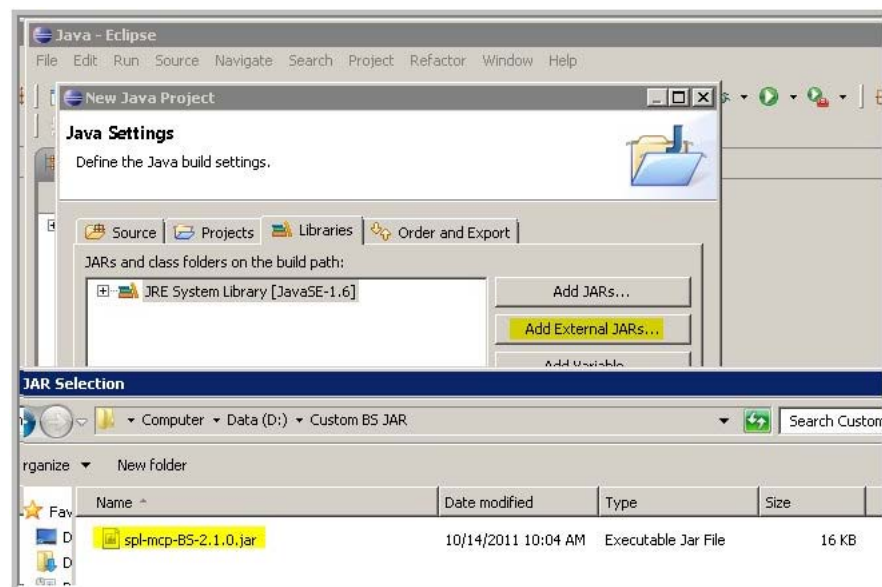 Java - Eclipse
File Edit Run Source Navigate Search Project Refactor Window Help
New Java Project
Java Settings
Define the Java build settings.
Source Projects Libraries Order and Export
JARs and class folders on the build path:
JRE System Library [JavaSE-1.6]
Add JARs...
Add External JARs...
Add Variable
JAR Selection
Computer Data (D:) Custom BS JAR
Search Custom
rganize New folder
Fav
Name Date modified Type Size
D
spl-mcp-BS-2.1.0.jar 10/14/2011 10:04 AM Executable Jar File 16 KB
D